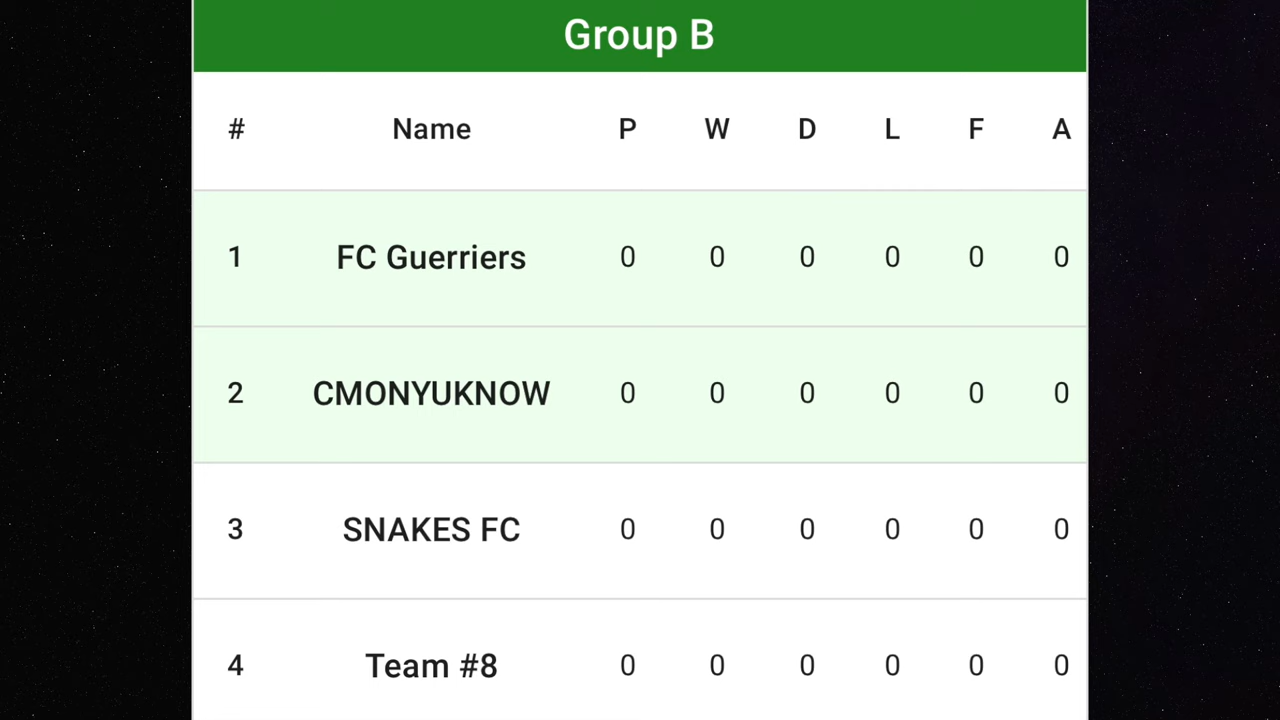 Group B
# Name P W D L F A
1 FC Guerriers 0 0 0 0 0 0
2 CMONYUKNOW 0 0 0 0 0 0
3 SNAKES FC 0 0 0 0 0 0
4 Team #8 0 0 0 0 0 0